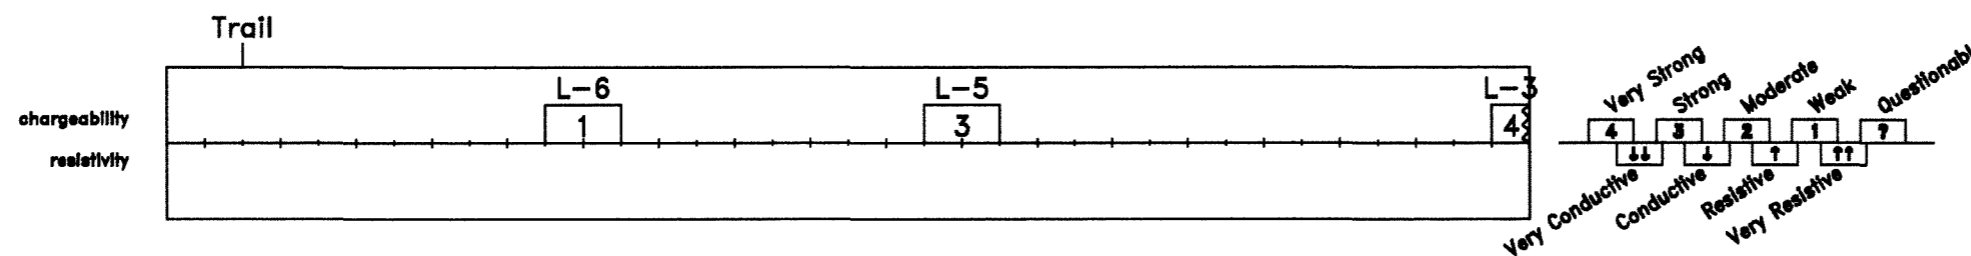 Trail
L-6 L-5 L-3
chargeability 1 3 4
resistivity
Very Strong Strong Moderate Weak Questionabl
4 3 2 1 ?
↓↓ ↓ ↑ ↑↑
Very Conductive Conductive Resistive Very Resistive